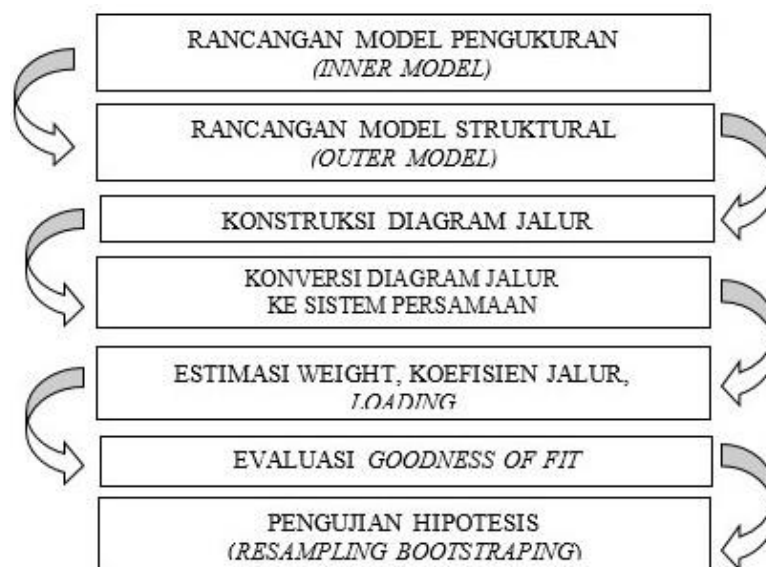 RANCANGAN MODEL PENGUKURAN
(INNER MODEL)
RANCANGAN MODEL STRUKTURAL
(OUTER MODEL)
KONSTRUKSI DIAGRAM JALUR
KONVERSI DIAGRAM JALUR
KE SISTEM PERSAMAAN
ESTIMASI WEIGHT, KOEFISIEN JALUR,
LOADING
EVALUASI GOODNESS OF FIT
PENGUJIAN HIPOTESIS
(RESAMPLING BOOTSTRAPING)